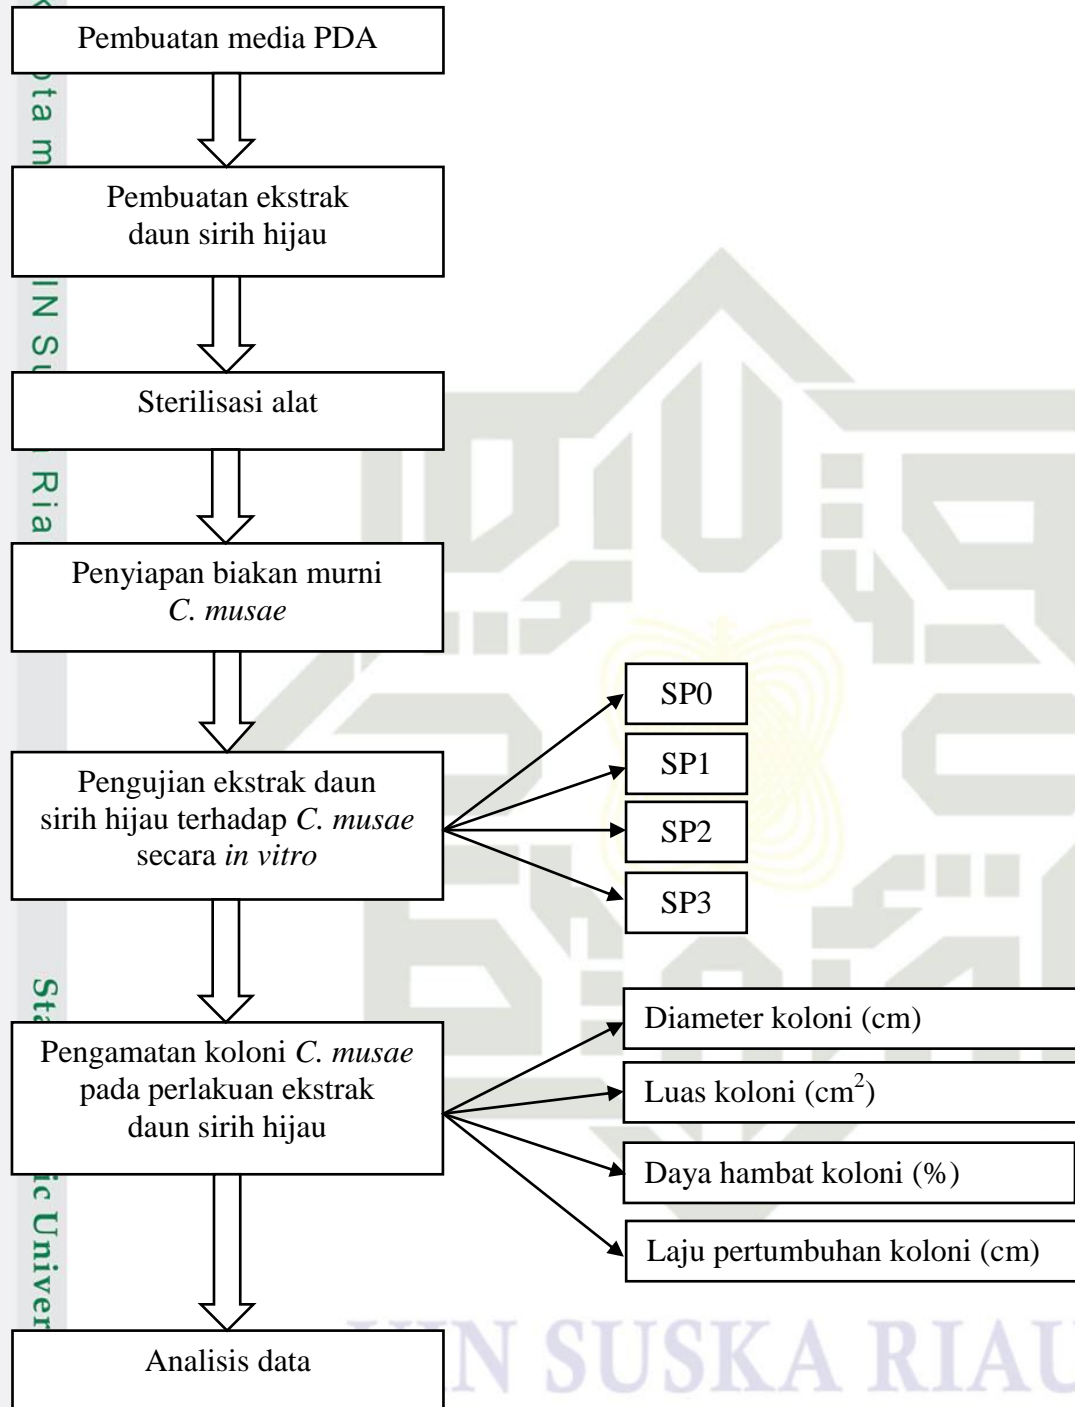 Pembuatan media PDA
Pembuatan ekstrak
daun sirih hijau
Sterilisasi alat
Penyiapan biakan murni
C. musae
Pengujian ekstrak daun
sirih hijau terhadap C. musae
secara in vitro
SP0
SP1
SP2
SP3
Pengamatan koloni C. musae
pada perlakuan ekstrak
daun sirih hijau
Diameter koloni (cm)
Luas koloni (cm²)
Daya hambat koloni (%)
Laju pertumbuhan koloni (cm)
Analisis data
IN SUSKA RIAU